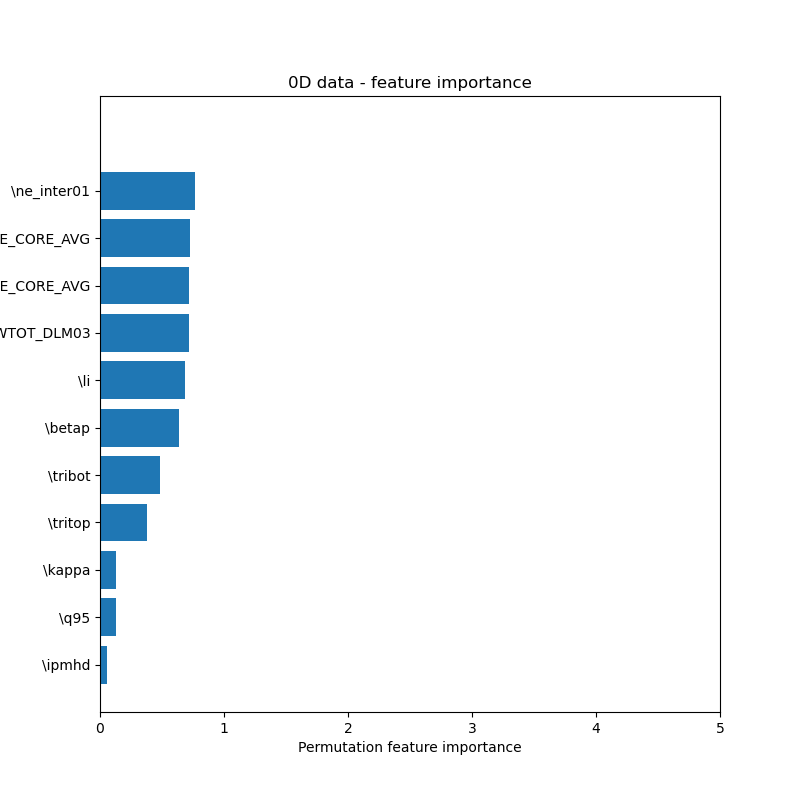 0D data - feature importance
\ne_inter01
E_CORE_AVG
E_CORE_AVG
WTOT_DLM03
\li
\betap
\tribot
\tritop
\kappa
\q95
\ipmhd
0 1 2 3 4 5
Permutation feature importance